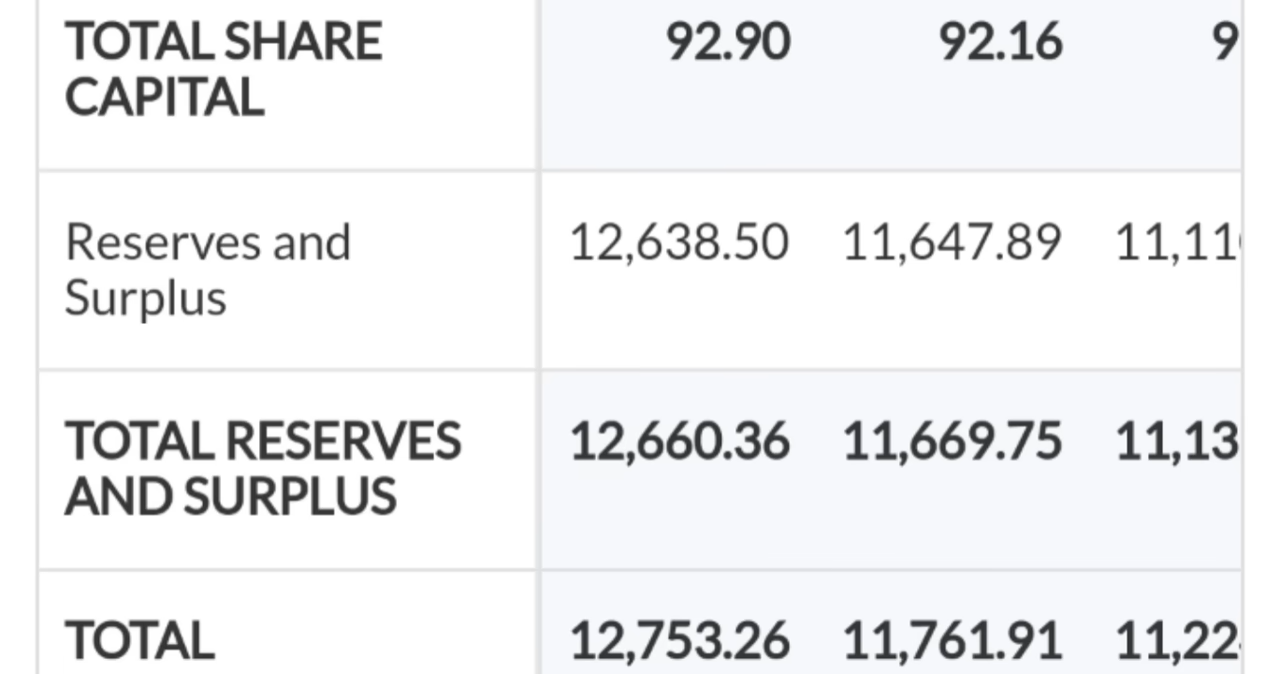 TOTAL SHARE 92.90 92.16
CAPITAL
Reserves and 12,638.50 11,647.89
Surplus
TOTAL RESERVES 12,660.36 11,669.75
AND SURPLUS
TOTAL 12,753.26 11,761.91